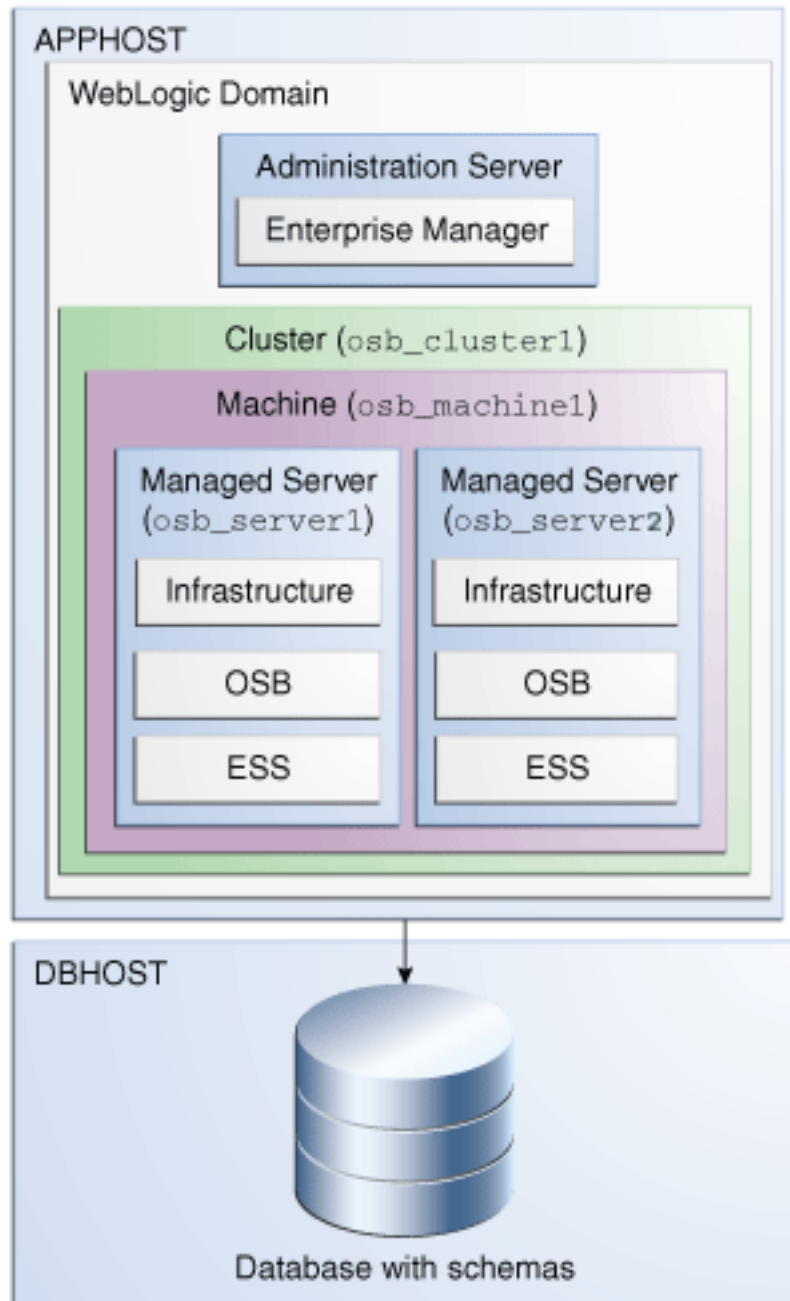 APPHOST
WebLogic Domain
Administration Server
Enterprise Manager
Cluster (osb_cluster1)
Machine (osb_machine1)
Managed Server
(osb_server1)
Infrastructure
OSB
ESS
Managed Server
(osb_server2)
Infrastructure
OSB
ESS
DBHOST
Database with schemas